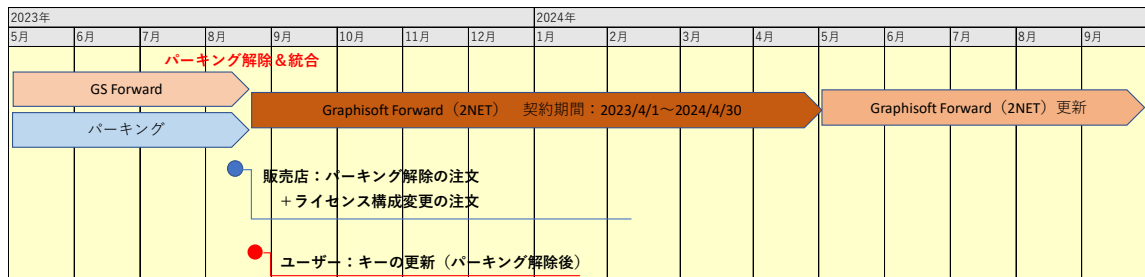 2023年 2024年
5月 6月 7月 8月 9月 10月 11月 12月 1月 2月 3月 4月 5月 6月 7月 8月 9月
パーキング解除＆統合
GS Forward
Graphisoft Forward（2NET）　契約期間：2023/4/1～2024/4/30
Graphisoft Forward（2NET）更新
パーキング
販売店：パーキング解除の注文
＋ライセンス構成変更の注文
ユーザー：キーの更新（パーキング解除後）